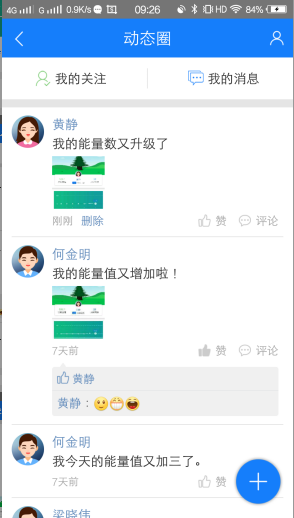 4G G 0.9K/s 09:26 HD 84%
动态圈
我的关注 我的消息
黄静
我的能量数又升级了
刚刚 删除 赞 评论
何金明
我的能量值又增加啦！
7天前 赞 评论
黄静
黄静：
何金明
我今天的能量值又加三了。
7天前 赞
梁晓伟